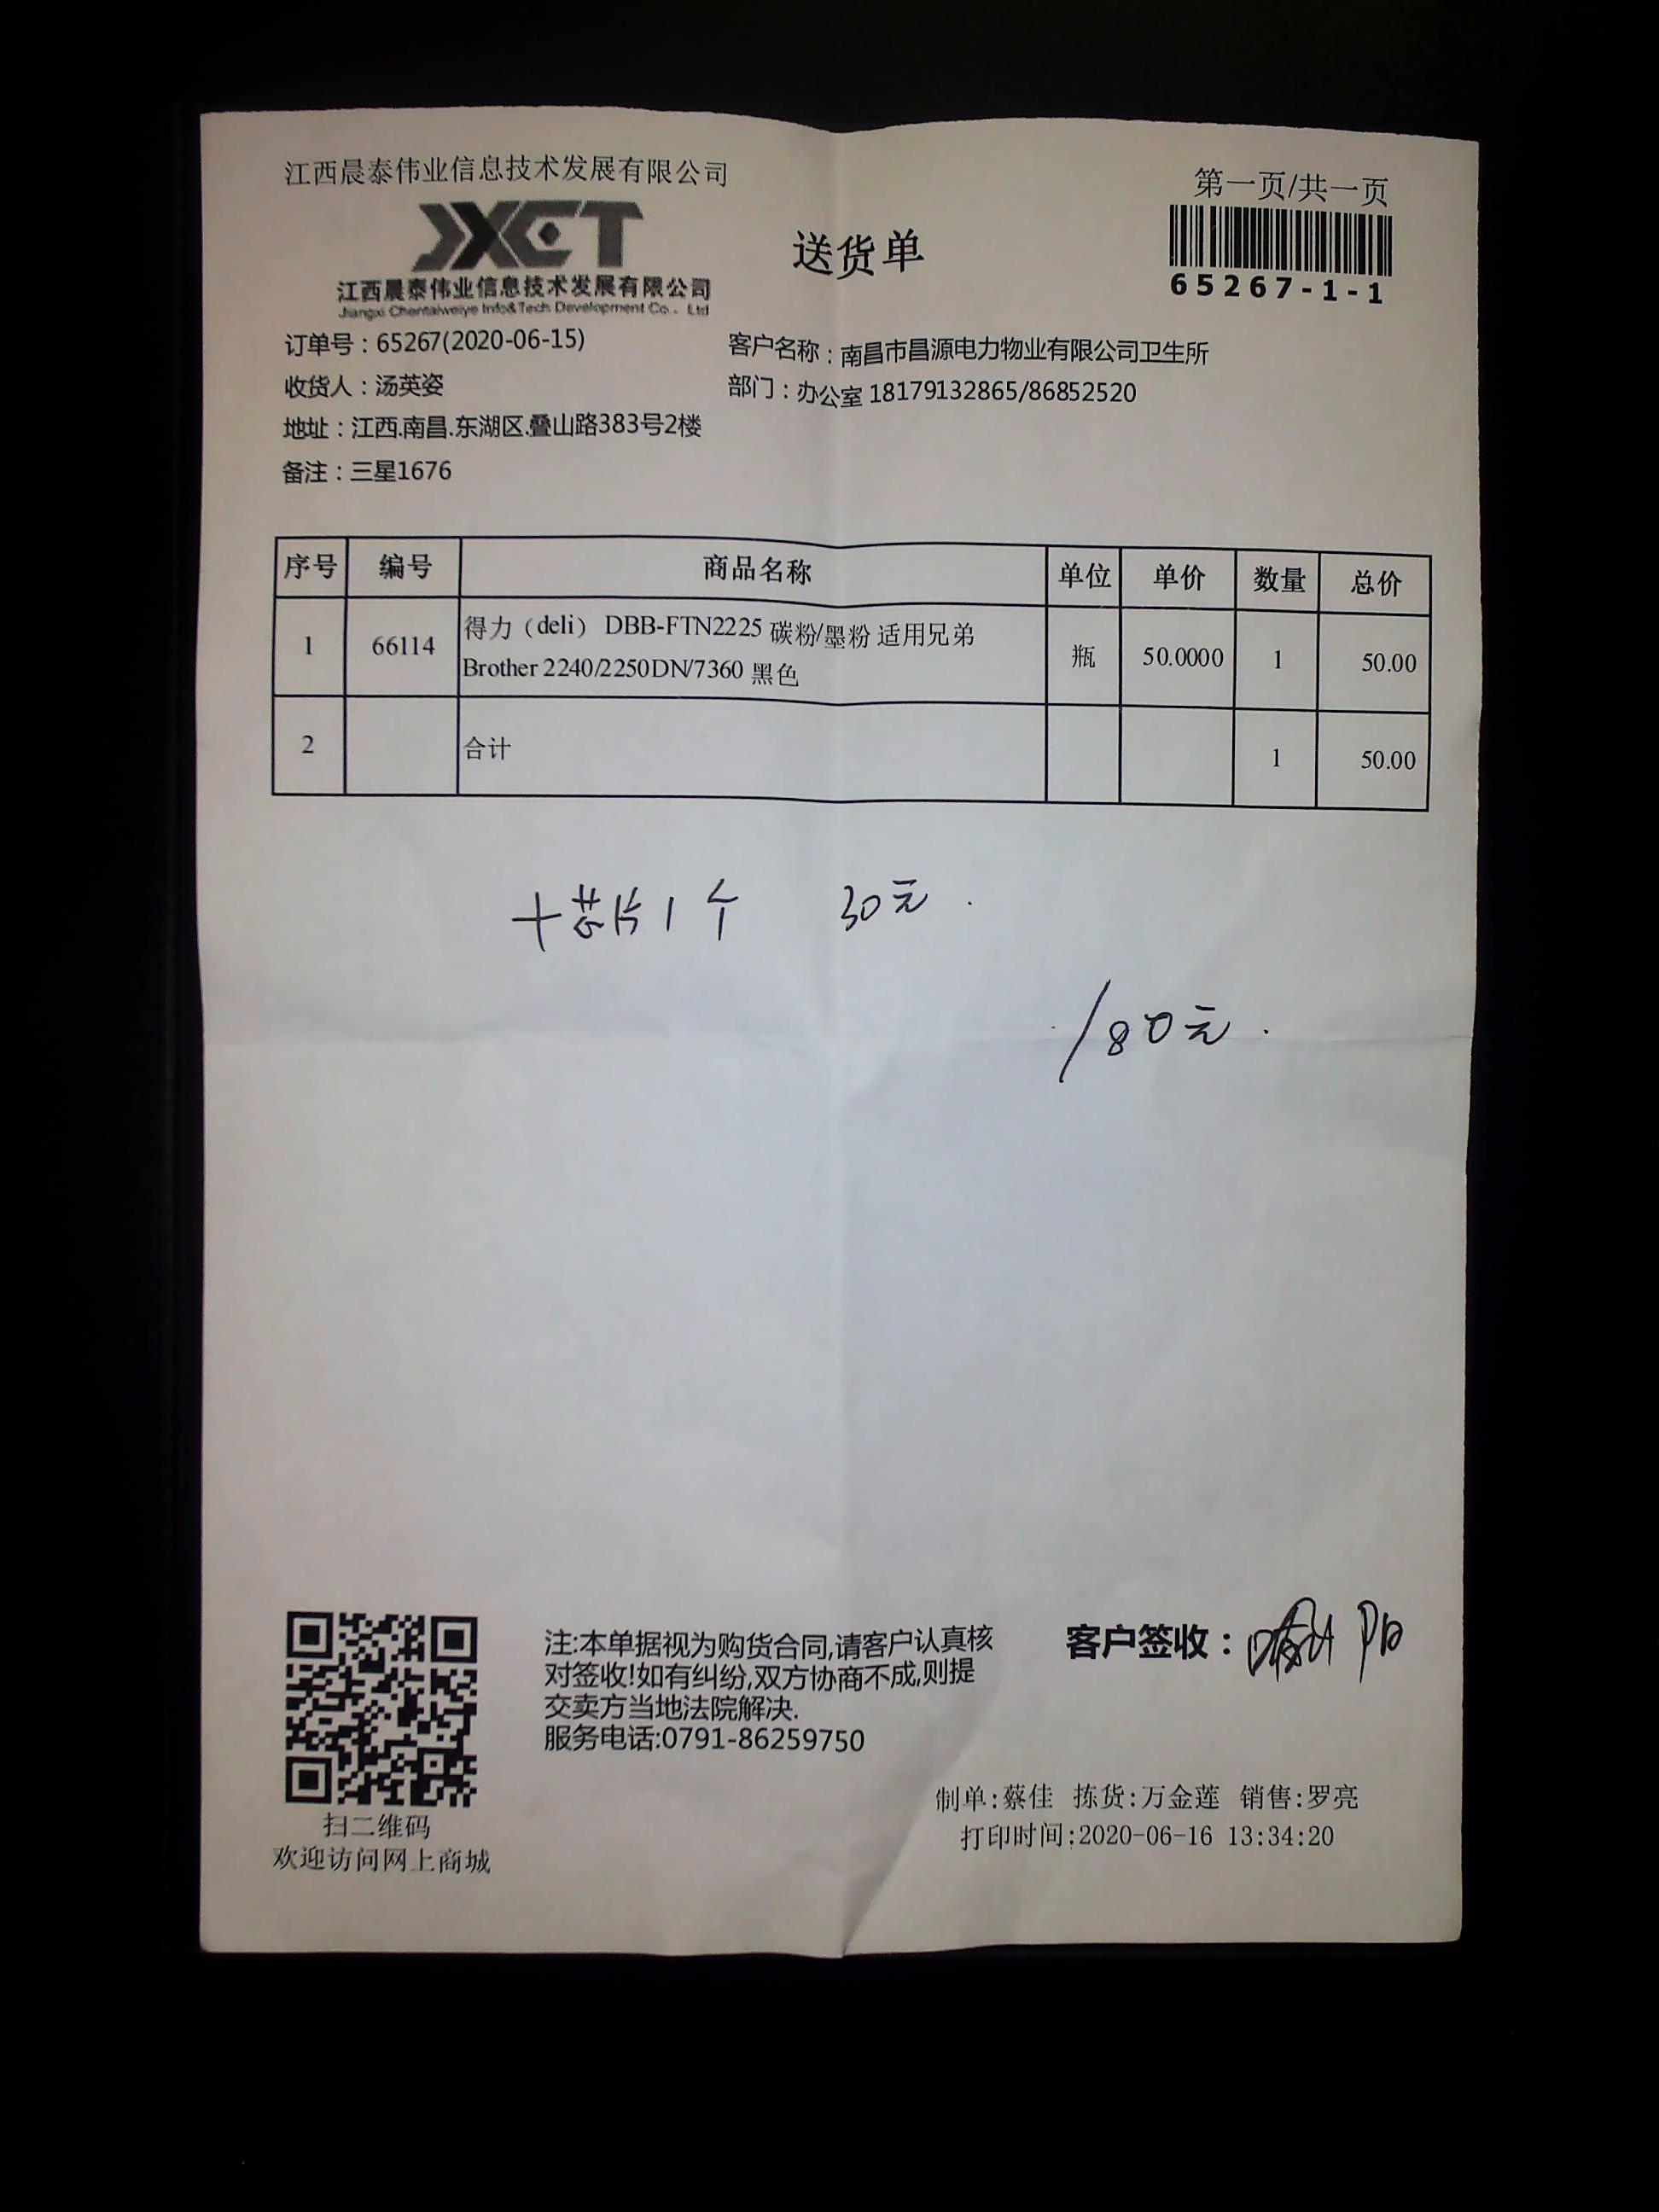 江西晨泰伟业信息技术发展有限公司
第一页/共一页
JXCT
江西晨泰伟业信息技术发展有限公司
Jiangxi Chentaiweiye Info&Tech Development Co., Ltd
送货单
65267-1-1
订单号：65267(2020-06-15)
客户名称：南昌市昌源电力物业有限公司卫生所
收货人：汤英姿
部门：办公室 18179132865/86852520
地址：江西.南昌.东湖区.叠山路383号2楼
备注：三星1676
序号 编号 商品名称 单位 单价 数量 总价
1 66114 得力（deli） DBB-FTN2225 碳粉/墨粉 适用兄弟 瓶 50.0000 1 50.00
Brother 2240/2250DN/7360 黑色
2 合计 1 50.00
+芯片1个 30元.
/80元.
注:本单据视为购货合同,请客户认真核
对签收!如有纠纷,双方协商不成,则提
交卖方当地法院解决.
服务电话:0791-86259750
客户签收：
制单:蔡佳 拣货:万金莲 销售:罗亮
打印时间:2020-06-16 13:34:20
扫二维码
欢迎访问网上商城